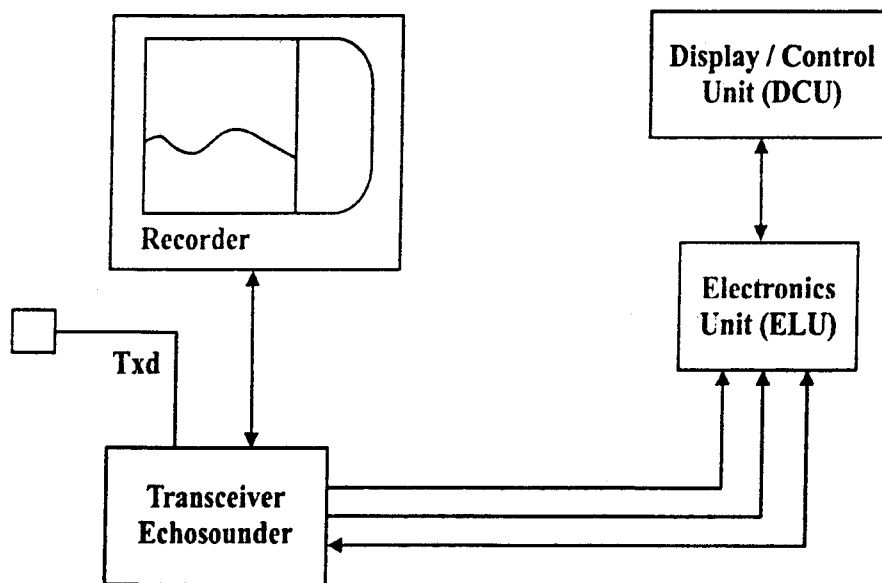 Recorder
Display / Control
Unit (DCU)
Electronics
Unit (ELU)
Txd
Transceiver
Echosounder